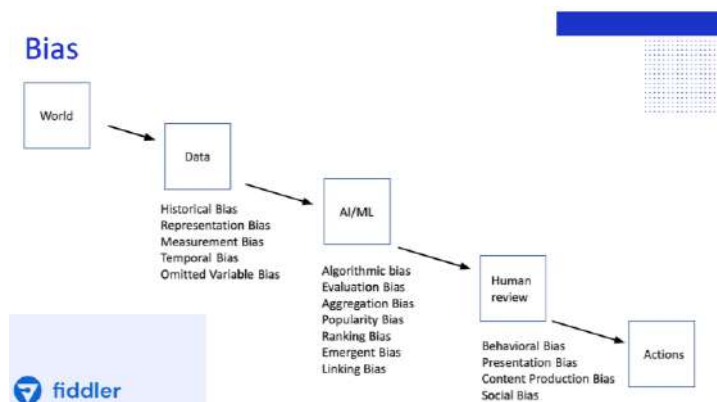 Bias
World
Data
Historical Bias
Representation Bias
Measurement Bias
Temporal Bias
Omitted Variable Bias
AI/ML
Algorithmic bias
Evaluation Bias
Aggregation Bias
Popularity Bias
Ranking Bias
Emergent Bias
Linking Bias
Human
review
Behavioral Bias
Presentation Bias
Content Production Bias
Social Bias
Actions
fiddler